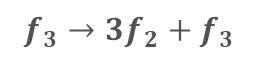 f₃ → 3f₂ + f₃